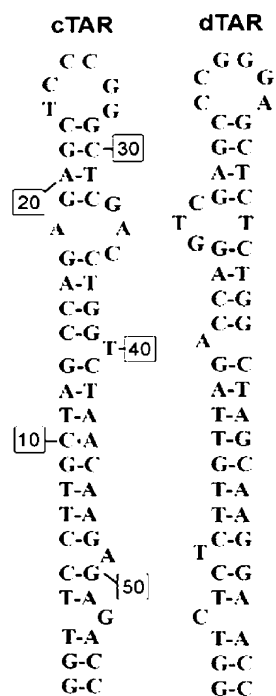 cTAR dTAR
C C G G
C G C G
T G C A
C-G C-G
G-C 30 G-C
A-T A-T
20 G-C G G-C
A A C C T
G-C C T G G-C
A-T A-T
C-G C-G
C-G C-G
T 40 A
G-C G-C
A-T A-T
T-A T-A
10 C·A T-G
G-C G-C
T-A T-A
T-A T-A
C-G C-G
A T
C-G 50 C-G
T-A T-A
G C
T-A T-A
G-C G-C
G-C G-C